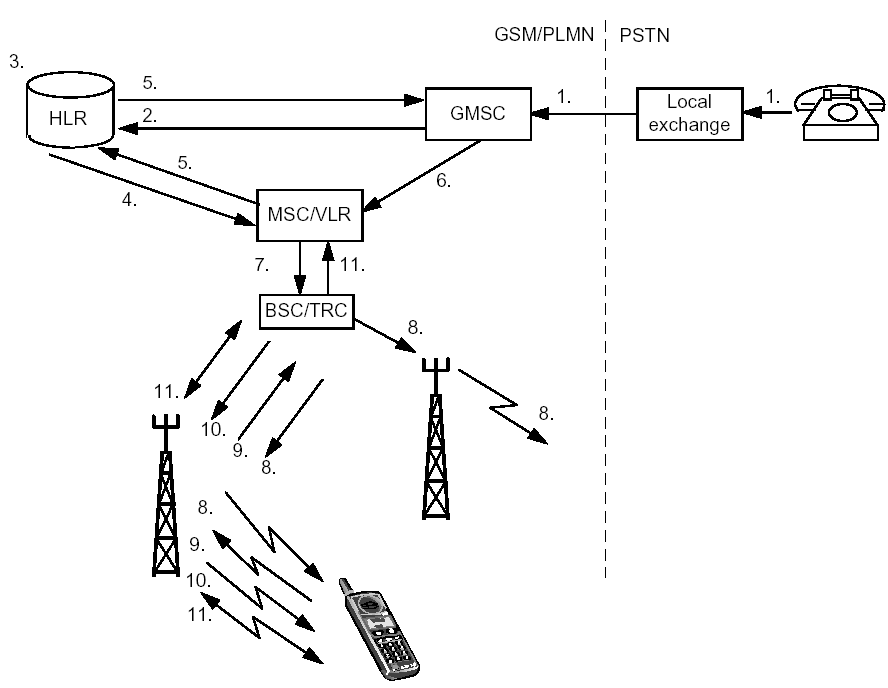 GSM/PLMN
PSTN
3.
5.
1.
1.
HLR
2.
GMSC
Local
exchange
5.
6.
4.
MSC/VLR
7.
11.
BSC/TRC
8.
11.
10.
8.
9.
8.
8.
9.
10.
11.